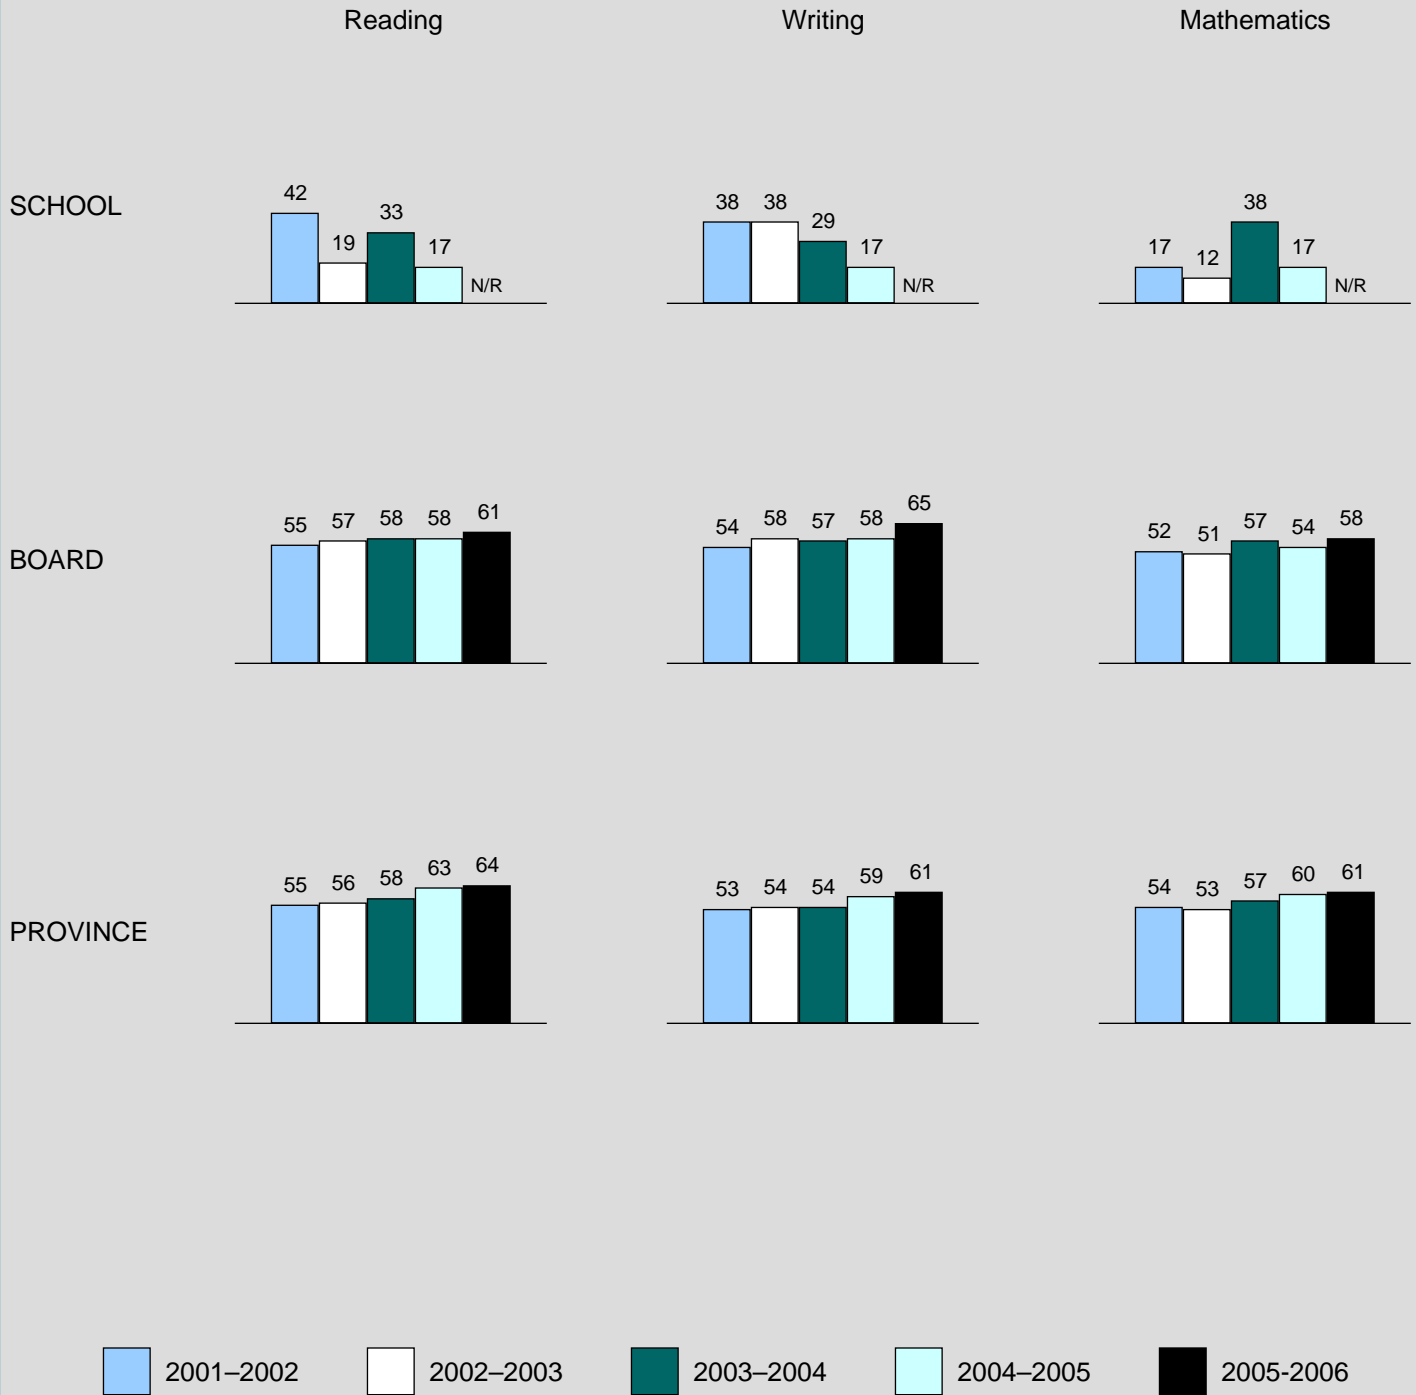 Reading Writing Mathematics
SCHOOL
42 19 33 17 N/R
38 38 29 17 N/R
17 12 38 17 N/R
BOARD
55 57 58 58 61
54 58 57 58 65
52 51 57 54 58
PROVINCE
55 56 58 63 64
53 54 54 59 61
54 53 57 60 61
2001–2002 2002–2003 2003–2004 2004–2005 2005-2006